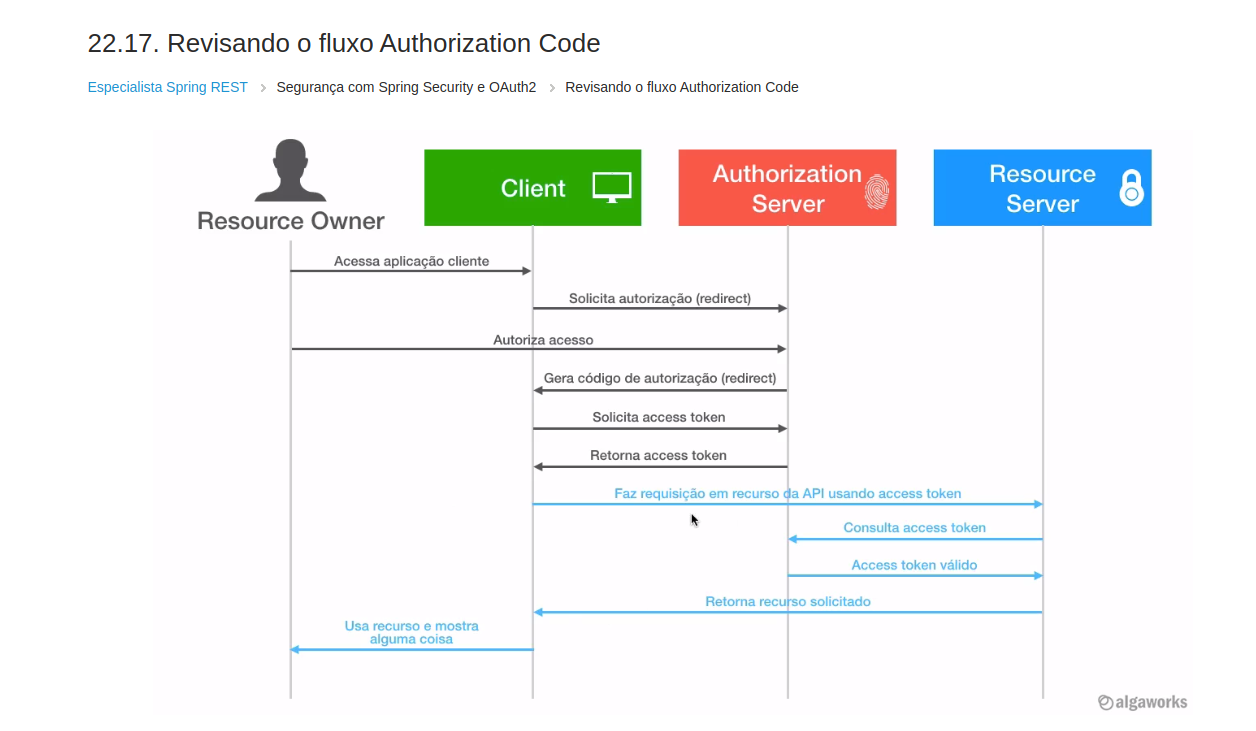 22.17. Revisando o fluxo Authorization Code
Especialista Spring REST > Segurança com Spring Security e OAuth2 > Revisando o fluxo Authorization Code
Resource Owner
Client
Authorization
Server
Resource
Server
Acessa aplicação cliente
Solicita autorização (redirect)
Autoriza acesso
Gera código de autorização (redirect)
Solicita access token
Retorna access token
Faz requisição em recurso da API usando access token
Consulta access token
Access token válido
Retorna recurso solicitado
Usa recurso e mostra
alguma coisa
algaworks